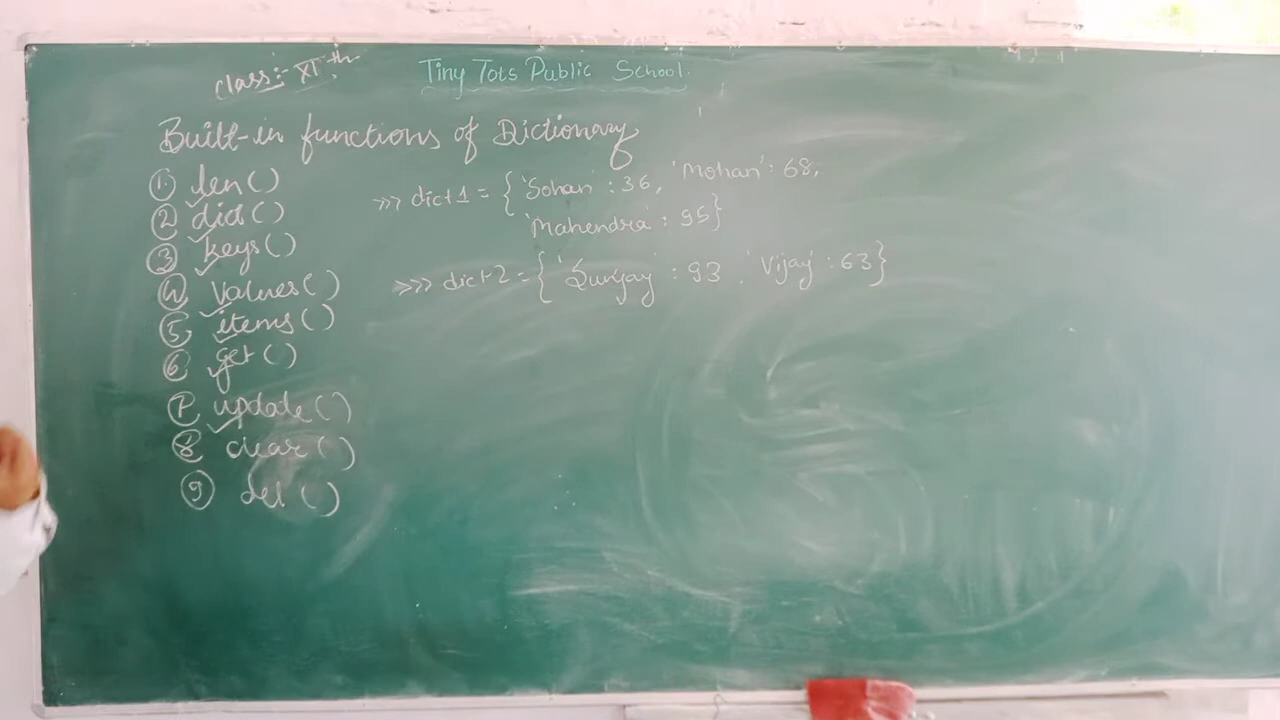 class:- XIth
Tiny Tots Public School.
Built-in functions of Dictionary
1. len()
2 dict()
3 keys()
4 values()
5, items()
6 get()
7, update()
8 clear()
9 del()
>>> dict1 = {'Sohan' : 36, 'Mohan' : 68,
'Mahendra' : 95}
>>> dict2 = {'Sunjay' : 93, 'Vijay' : 63}